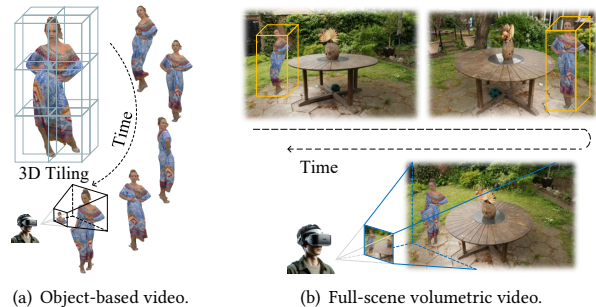 Time
3D Tiling
Time
(a) Object-based video.
(b) Full-scene volumetric video.